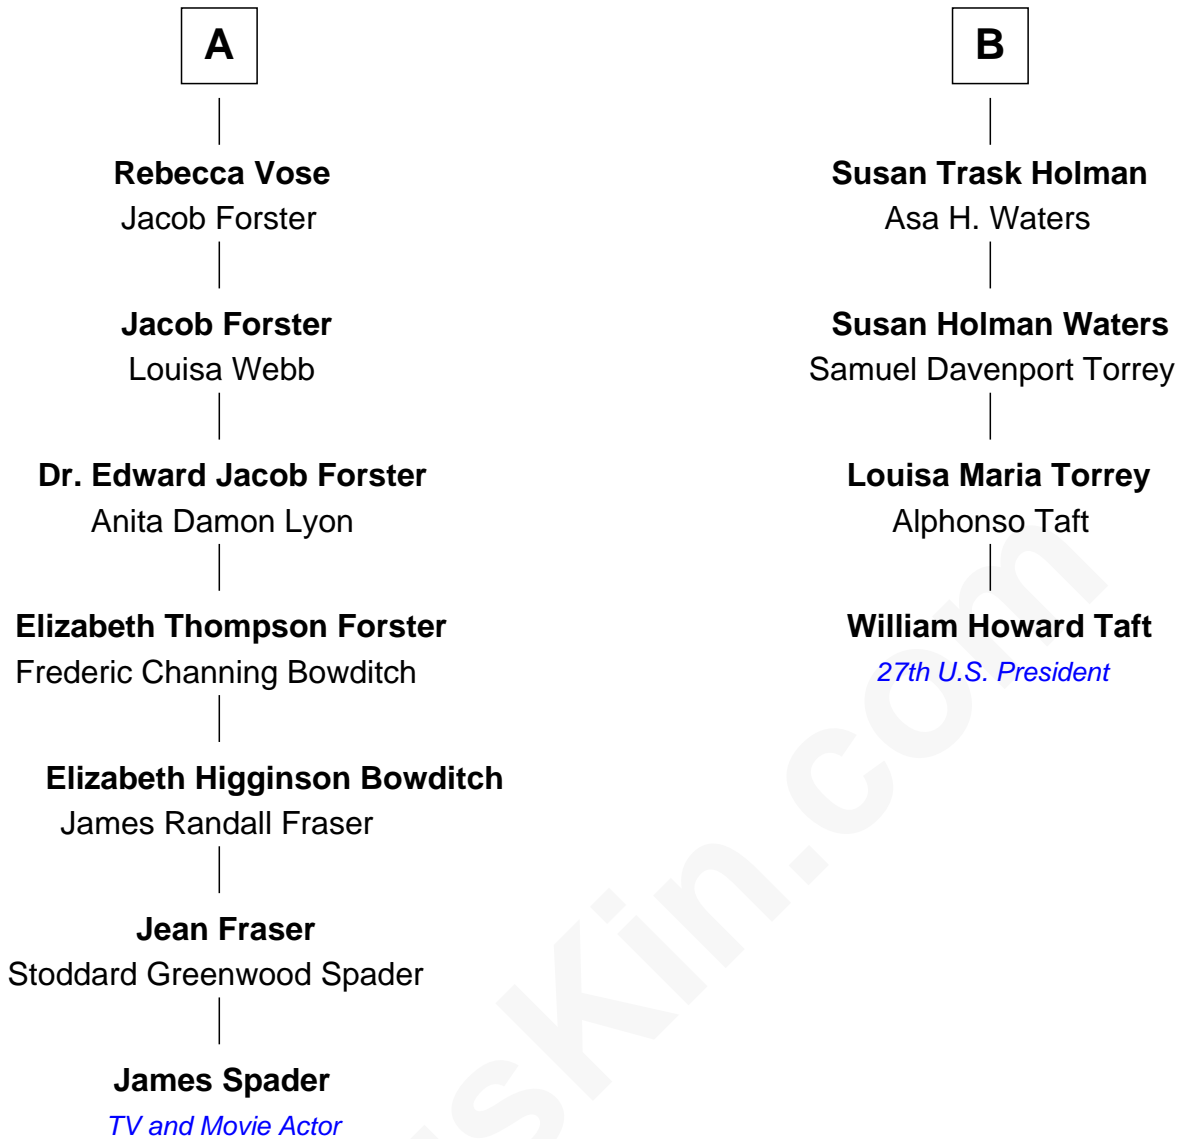 A
Rebecca Vose
Jacob Forster
Jacob Forster
Louisa Webb
Dr. Edward Jacob Forster
Anita Damon Lyon
Elizabeth Thompson Forster
Frederic Channing Bowditch
Elizabeth Higginson Bowditch
James Randall Fraser
Jean Fraser
Stoddard Greenwood Spader
James Spader
TV and Movie Actor
B
Susan Trask Holman
Asa H. Waters
Susan Holman Waters
Samuel Davenport Torrey
Louisa Maria Torrey
Alphonso Taft
William Howard Taft
27th U.S. President